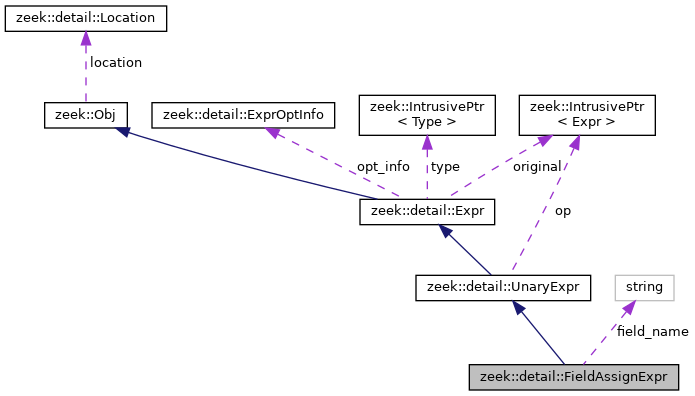 zeek::detail::Location
location
zeek::Obj
zeek::detail::ExprOptInfo
zeek::IntrusivePtr
< Type >
zeek::IntrusivePtr
< Expr >
opt_info
type
original
zeek::detail::Expr
op
zeek::detail::UnaryExpr
string
field_name
zeek::detail::FieldAssignExpr